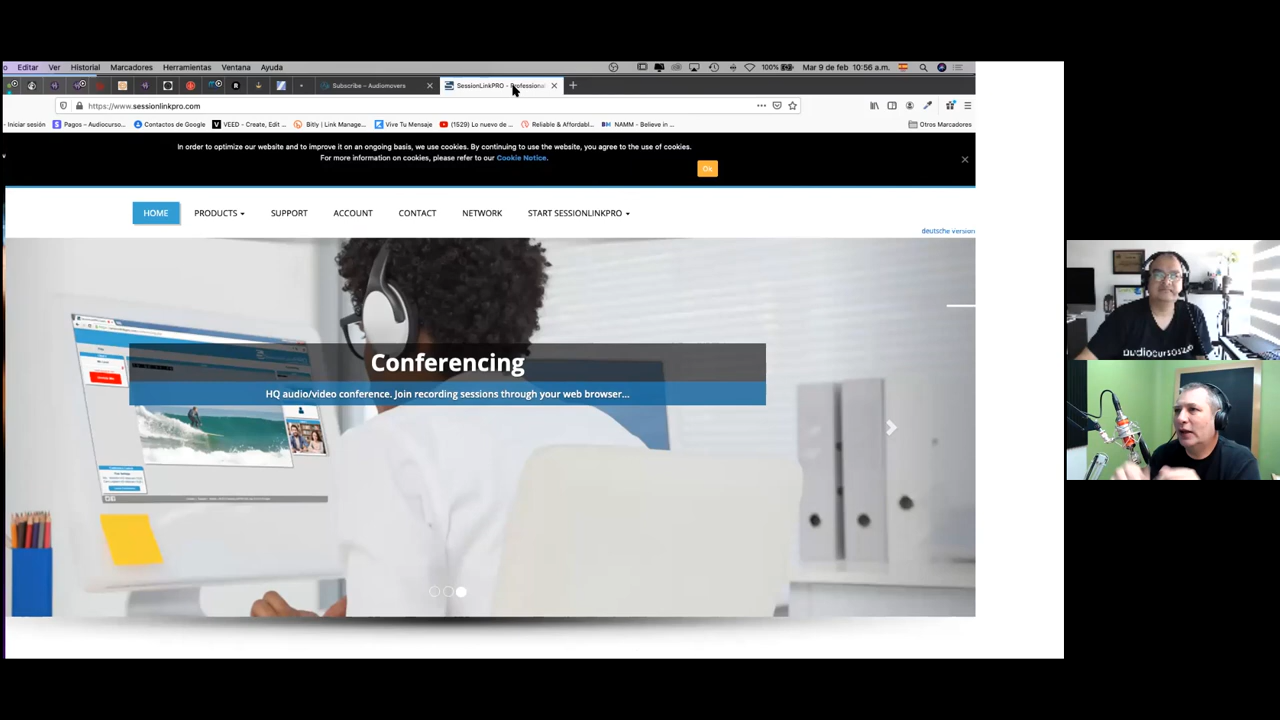 Editar Ver Historial Marcadores Herramientas Ventana Ayuda 100% Mar 9 de feb 10:56 a.m.
Subscribe – Audiomovers SessionLinkPRO - Professional
https://www.sessionlinkpro.com
Iniciar sesión Pagos – Audiocurso... Contactos de Google VEED - Create, Edit ... Bitly | Link Manage... Vive Tu Mensaje (1529) Lo nuevo de ... Reliable & Affordabl... NAMM - Believe in ... Otros Marcadores
In order to optimize our website and to improve it on an ongoing basis, we use cookies. By continuing to use the website, you agree to the use of cookies.
For more information on cookies, please refer to our Cookie Notice.
Ok
HOME PRODUCTS SUPPORT ACCOUNT CONTACT NETWORK START SESSIONLINKPRO
deutsche version
Conferencing
HQ audio/video conference. Join recording sessions through your web browser...